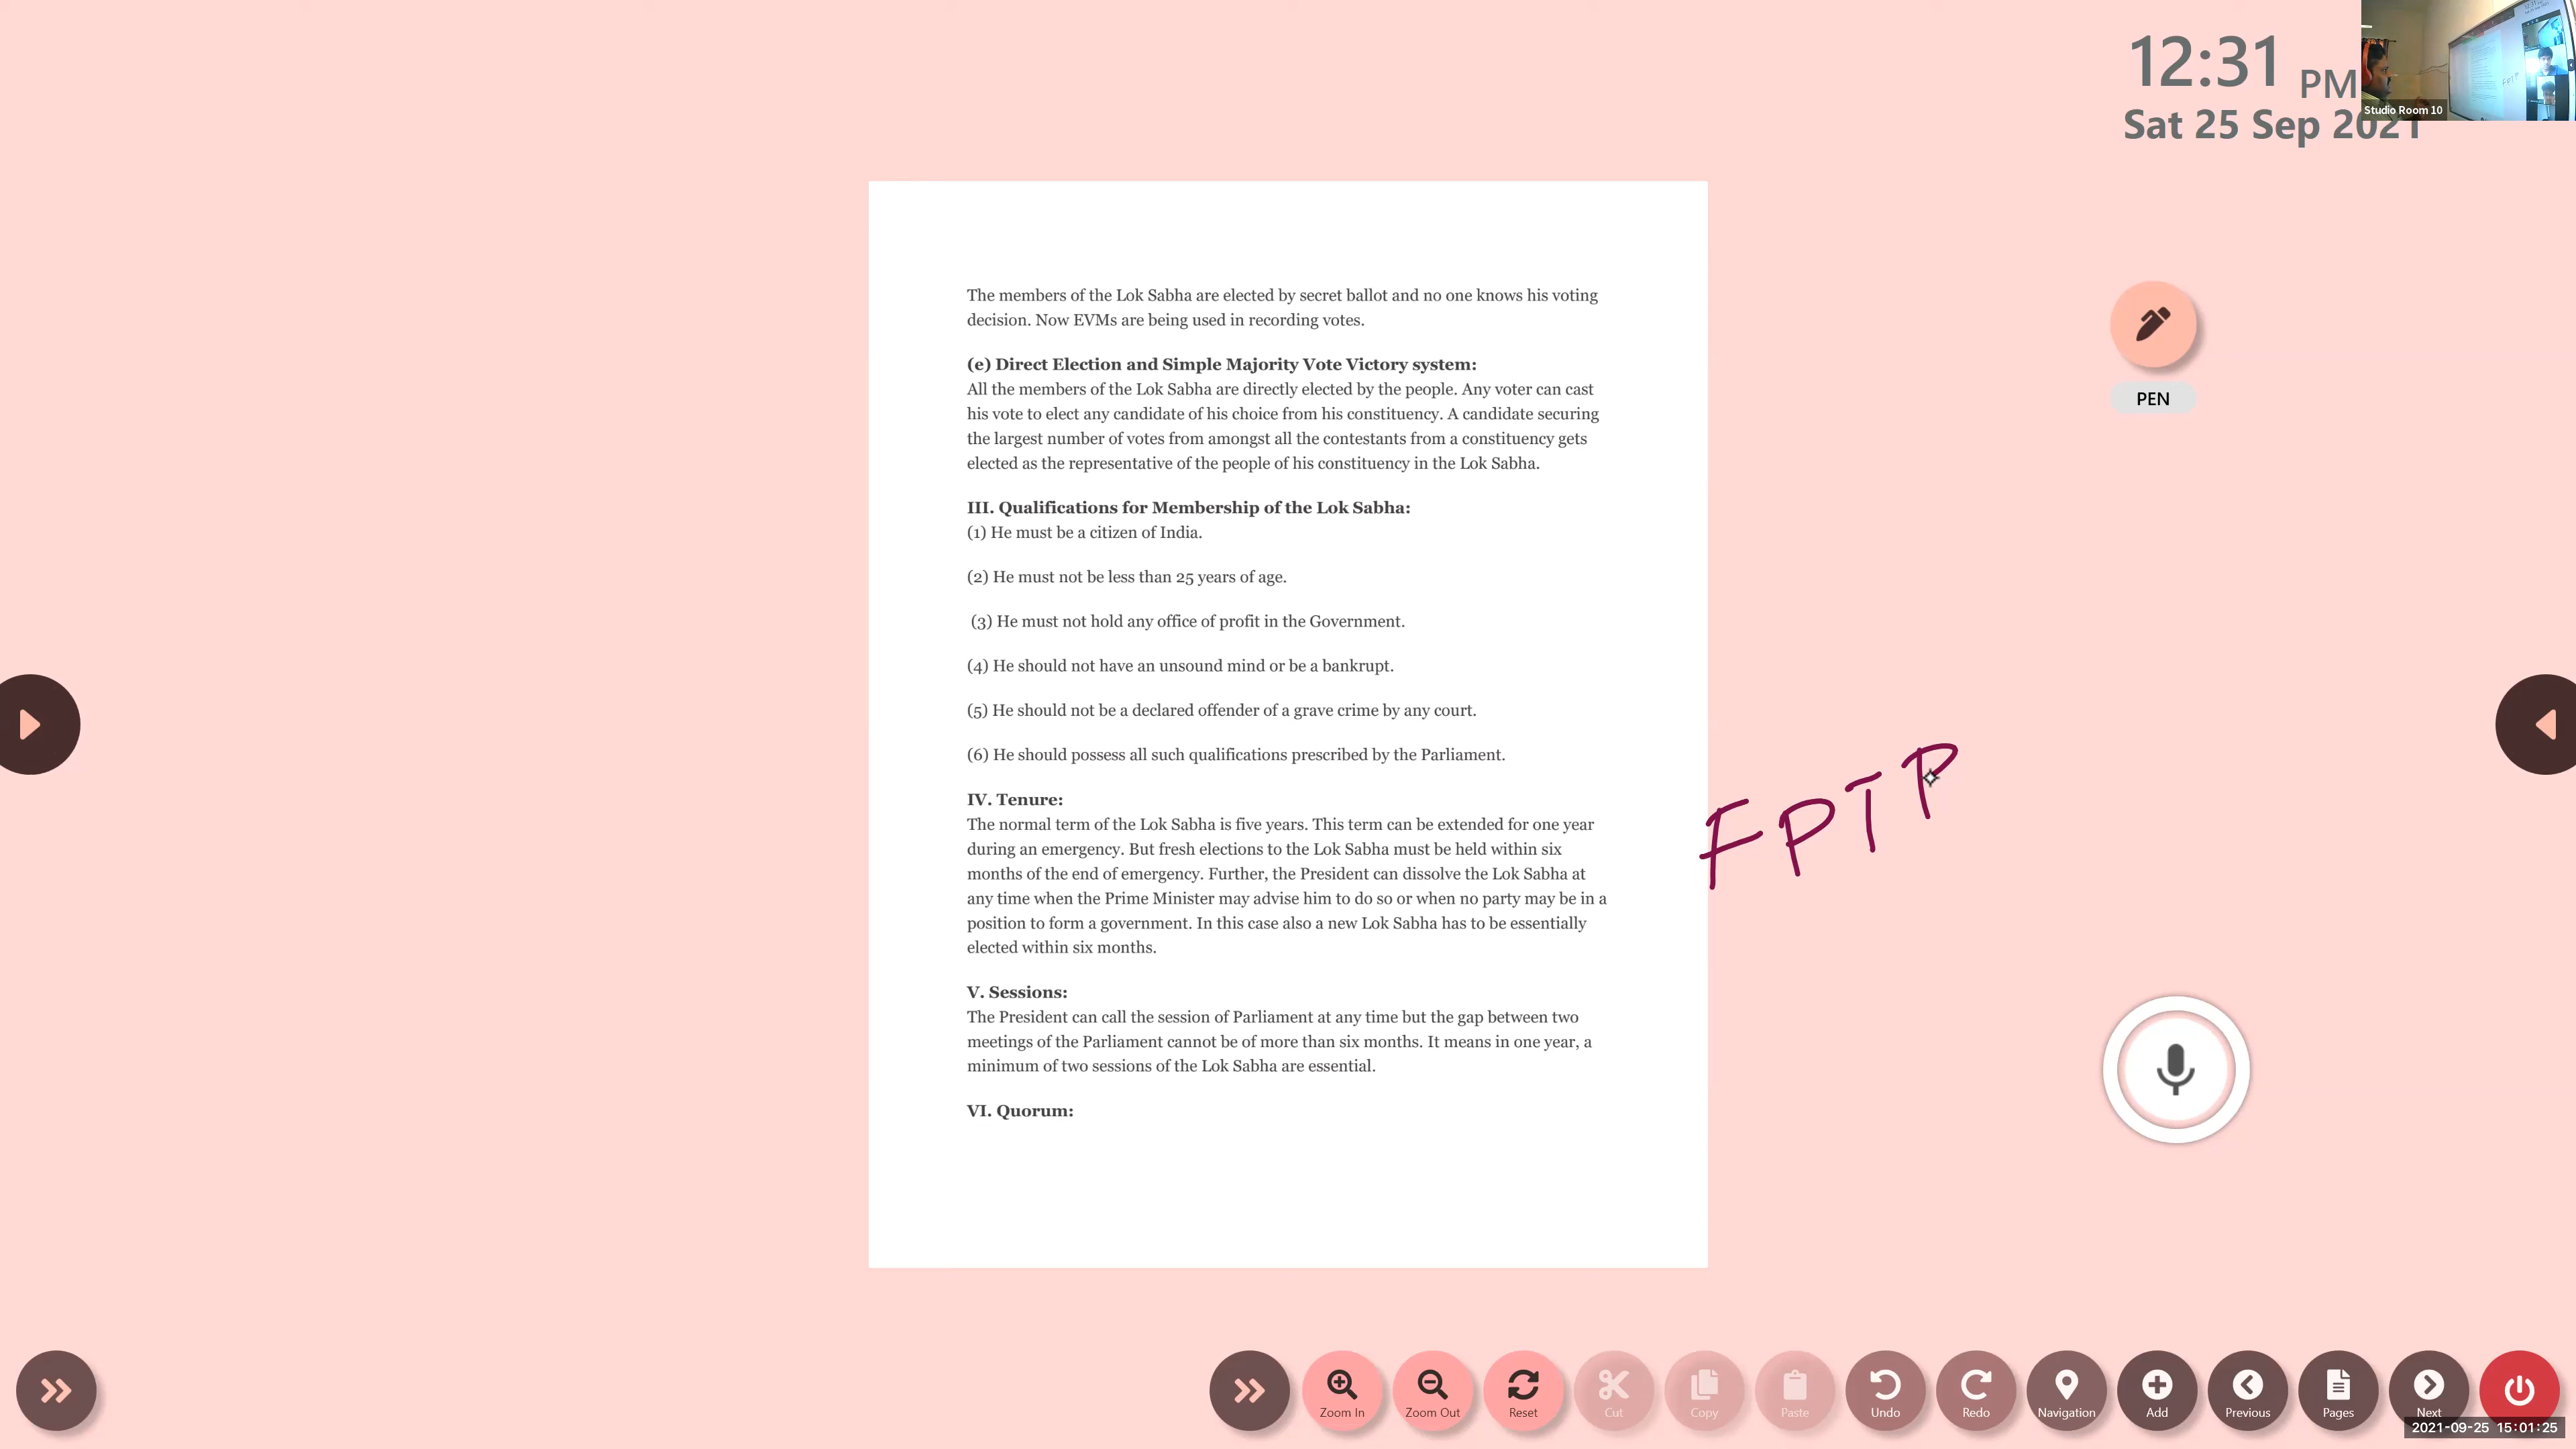 12:31 PM
Sat 25 Sep 2021
Studio Room 10
The members of the Lok Sabha are elected by secret ballot and no one knows his voting
decision. Now EVMs are being used in recording votes.
(e) Direct Election and Simple Majority Vote Victory system:
All the members of the Lok Sabha are directly elected by the people. Any voter can cast
his vote to elect any candidate of his choice from his constituency. A candidate securing
the largest number of votes from amongst all the contestants from a constituency gets
elected as the representative of the people of his constituency in the Lok Sabha.
III. Qualifications for Membership of the Lok Sabha:
(1) He must be a citizen of India.
(2) He must not be less than 25 years of age.
(3) He must not hold any office of profit in the Government.
(4) He should not have an unsound mind or be a bankrupt.
(5) He should not be a declared offender of a grave crime by any court.
(6) He should possess all such qualifications prescribed by the Parliament.
IV. Tenure:
The normal term of the Lok Sabha is five years. This term can be extended for one year
during an emergency. But fresh elections to the Lok Sabha must be held within six
months of the end of emergency. Further, the President can dissolve the Lok Sabha at
any time when the Prime Minister may advise him to do so or when no party may be in a
position to form a government. In this case also a new Lok Sabha has to be essentially
elected within six months.
V. Sessions:
The President can call the session of Parliament at any time but the gap between two
meetings of the Parliament cannot be of more than six months. It means in one year, a
minimum of two sessions of the Lok Sabha are essential.
VI. Quorum:
FPTP
PEN
Zoom In
Zoom Out
Reset
Cut
Copy
Paste
Undo
Redo
Navigation
Add
Previous
Pages
Next
2021-09-25 15:01:25